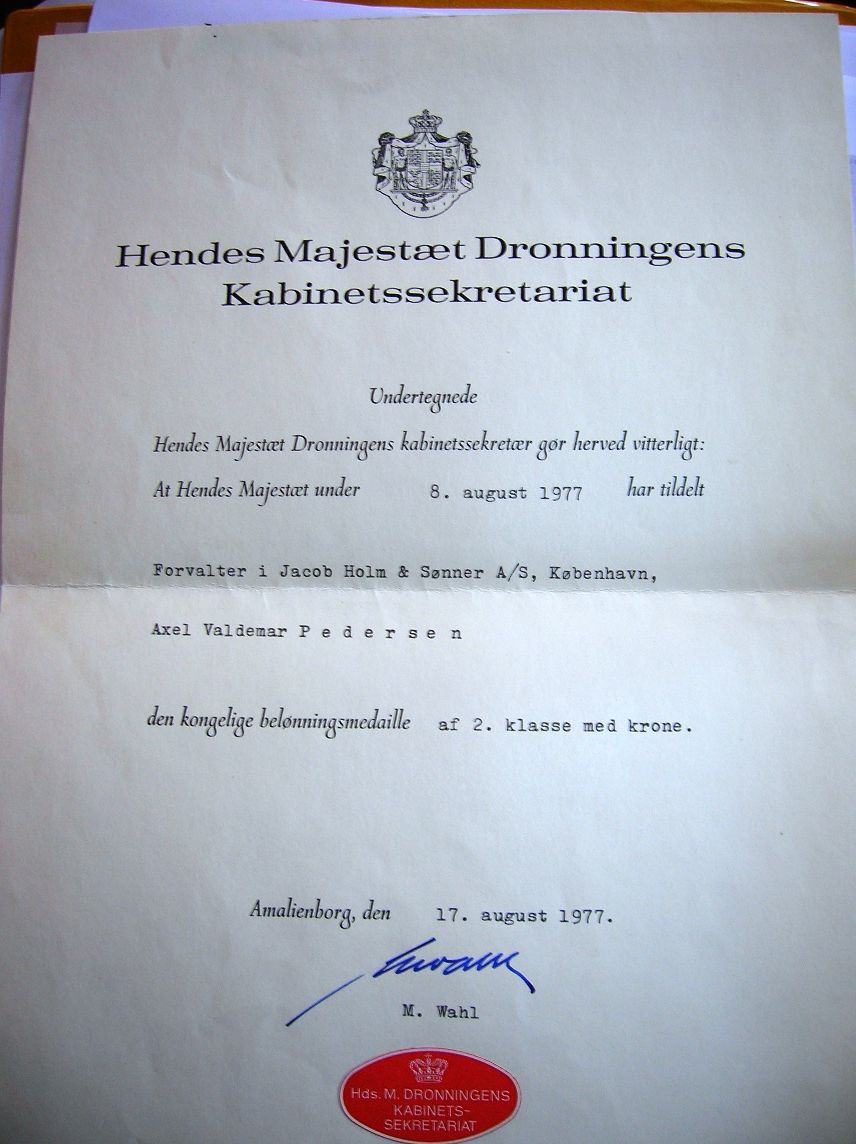 Hendes Majestæt Dronningens
Kabinetssekretariat
Undertegnede
Hendes Majestæt Dronningens kabinetssekretær gør herved vitterligt:
At Hendes Majestæt under 8. august 1977 har tildelt
Forvalter i Jacob Holm & Sønner A/S, København,
Axel Valdemar P e d e r s e n
den kongelige belønningsmedaille af 2. klasse med krone.
Amalienborg, den 17. august 1977.
M. Wahl
Hds. M. DRONNINGENS
KABINETS-
SEKRETARIAT